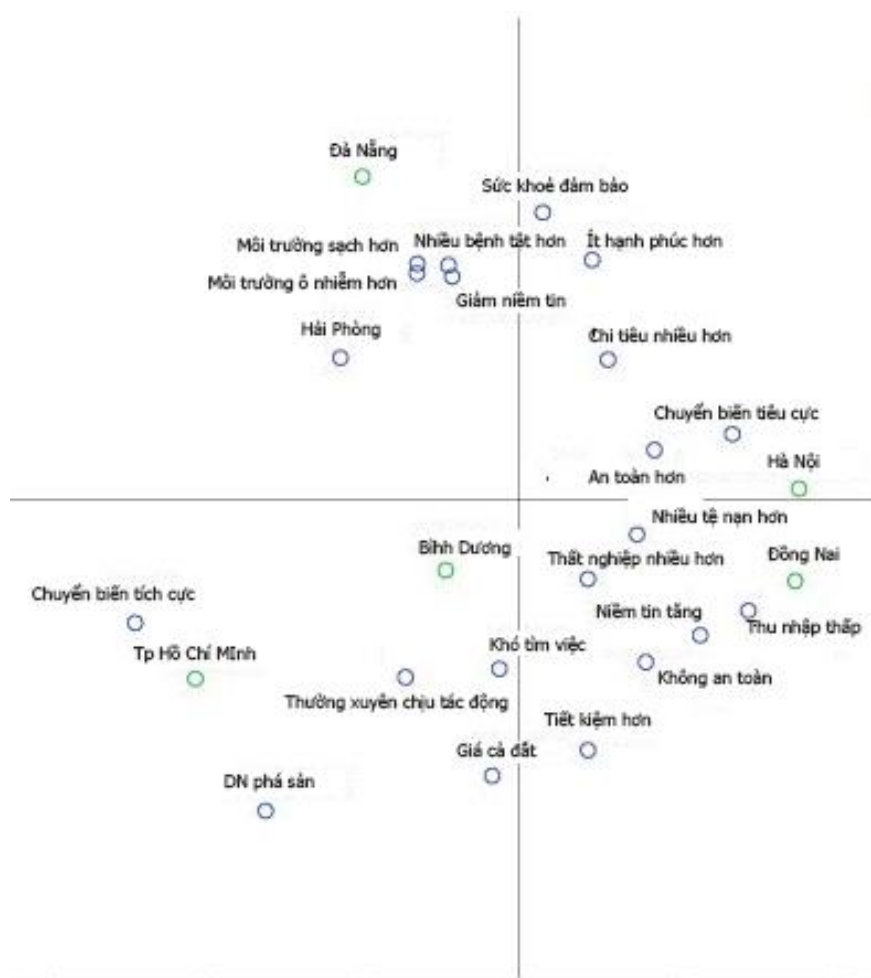 Đà Nẵng
Sức khoẻ đảm bảo
Môi trường sạch hơn
Nhiều bệnh tật hơn
Ít hạnh phúc hơn
Môi trường ô nhiễm hơn
Giảm niềm tin
Hải Phòng
Chi tiêu nhiều hơn
Chuyển biến tiêu cực
Hà Nội
An toàn hơn
Nhiều tệ nạn hơn
Bình Dương
Thất nghiệp nhiều hơn
Đồng Nai
Chuyển biến tích cực
Niềm tin tăng
Thu nhập thấp
Tp Hồ Chí MInh
Khó tìm việc
Không an toàn
Thường xuyên chịu tác động
Tiết kiệm hơn
Giá cả đắt
DN phá sản